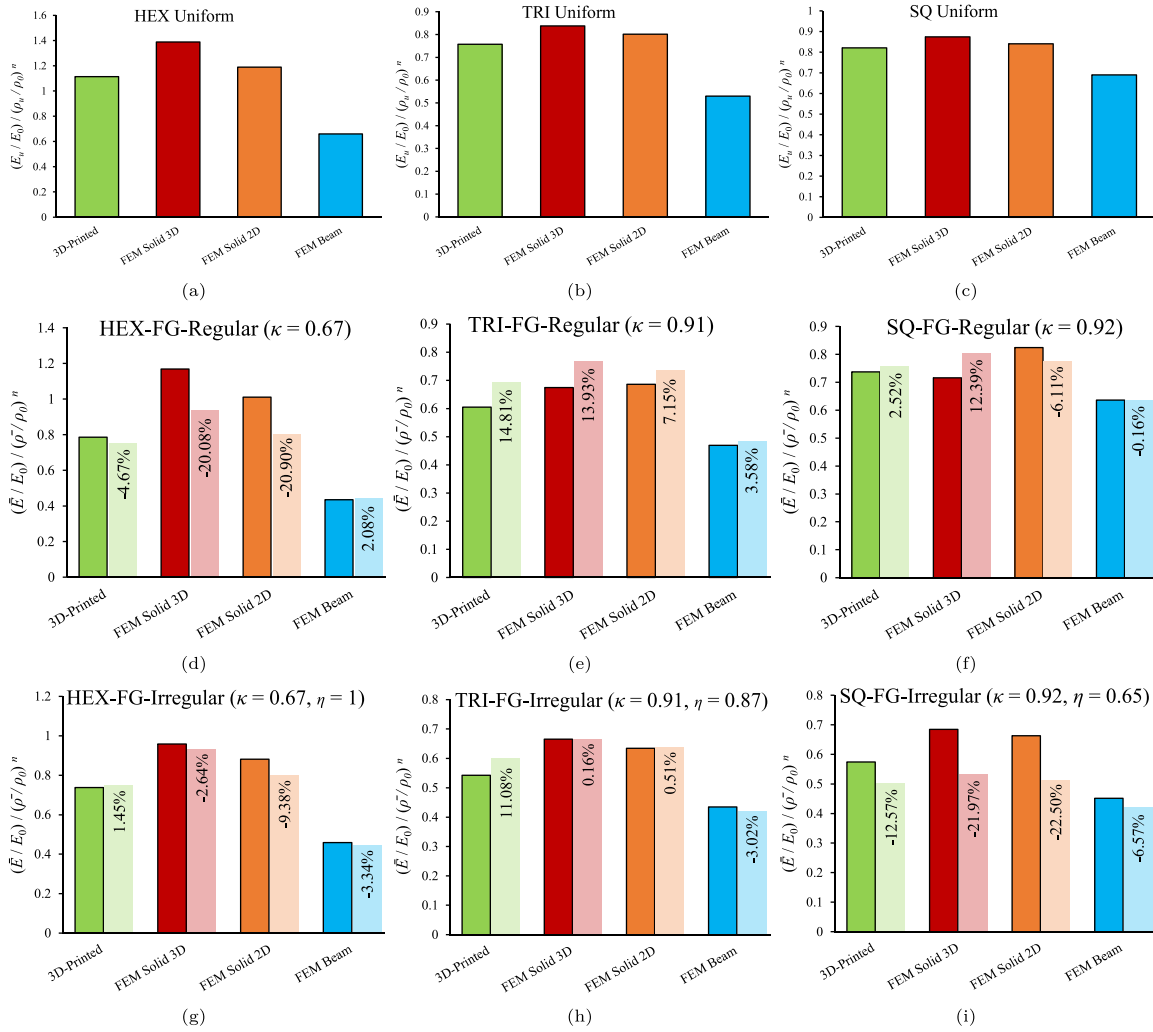 HEX Uniform
(E_u / E_0) / (ρ_u / ρ_0)^n
1.6
1.4
1.2
1
0.8
0.6
0.4
0.2
0
3D-Printed
FEM Solid 3D
FEM Solid 2D
FEM Beam
(a)
TRI Uniform
(E_u / E_0) / (ρ_u / ρ_0)^n
0.9
0.8
0.7
0.6
0.5
0.4
0.3
0.2
0.1
0
3D-Printed
FEM Solid 3D
FEM Solid 2D
FEM Beam
(b)
SQ Uniform
(E_u / E_0) / (ρ_u / ρ_0)^n
1
0.9
0.8
0.7
0.6
0.5
0.4
0.3
0.2
0.1
0
3D-Printed
FEM Solid 3D
FEM Solid 2D
FEM Beam
(c)
HEX-FG-Regular (κ = 0.67)
(Ē / E_0) / (ρ̄ / ρ_0)^n
1.4
1.2
1
0.8
0.6
0.4
0.2
0
-4.67%
-20.08%
-20.90%
2.08%
3D-Printed
FEM Solid 3D
FEM Solid 2D
FEM Beam
(d)
TRI-FG-Regular (κ = 0.91)
(Ē / E_0) / (ρ̄ / ρ_0)^n
0.9
0.8
0.7
0.6
0.5
0.4
0.3
0.2
0.1
0
14.81%
13.93%
7.15%
3.58%
3D-Printed
FEM Solid 3D
FEM Solid 2D
FEM Beam
(e)
SQ-FG-Regular (κ = 0.92)
(Ē / E_0) / (ρ̄ / ρ_0)^n
0.9
0.8
0.7
0.6
0.5
0.4
0.3
0.2
0.1
0
2.52%
12.39%
-6.11%
-0.16%
3D-Printed
FEM Solid 3D
FEM Solid 2D
FEM Beam
(f)
HEX-FG-Irregular (κ = 0.67, η = 1)
(Ē / E_0) / (ρ̄ / ρ_0)^n
1.2
1
0.8
0.6
0.4
0.2
0
1.45%
-2.64%
-9.38%
-3.34%
3D-Printed
FEM Solid 3D
FEM Solid 2D
FEM Beam
(g)
TRI-FG-Irregular (κ = 0.91, η = 0.87)
(Ē / E_0) / (ρ̄ / ρ_0)^n
0.9
0.8
0.7
0.6
0.5
0.4
0.3
0.2
0.1
0
11.08%
0.16%
0.51%
-3.02%
3D-Printed
FEM Solid 3D
FEM Solid 2D
FEM Beam
(h)
SQ-FG-Irregular (κ = 0.92, η = 0.65)
(Ē / E_0) / (ρ̄ / ρ_0)^n
0.8
0.7
0.6
0.5
0.4
0.3
0.2
0.1
0
-12.57%
-21.97%
-22.50%
-6.57%
3D-Printed
FEM Solid 3D
FEM Solid 2D
FEM Beam
(i)